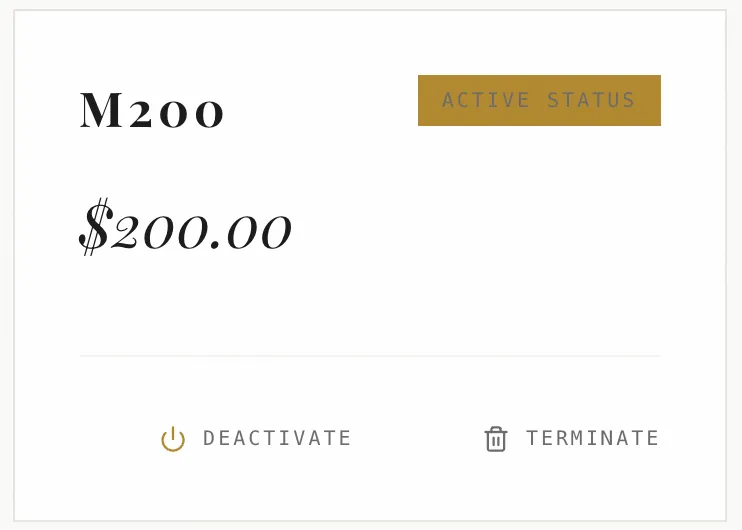 M200
ACTIVE STATUS
$200.00
DEACTIVATE
TERMINATE